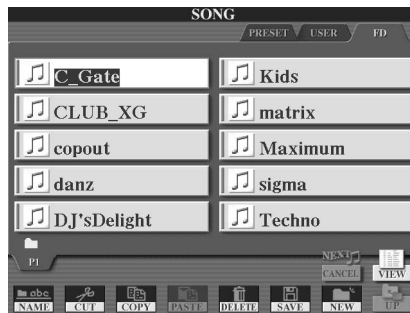 SONG
PRESET USER FD
C_Gate
Kids
CLUB_XG
matrix
copout
Maximum
danz
sigma
DJ'sDelight
Techno
P1
NEXT
CANCEL VIEW
abc
NAME CUT COPY PASTE DELETE SAVE NEW UP